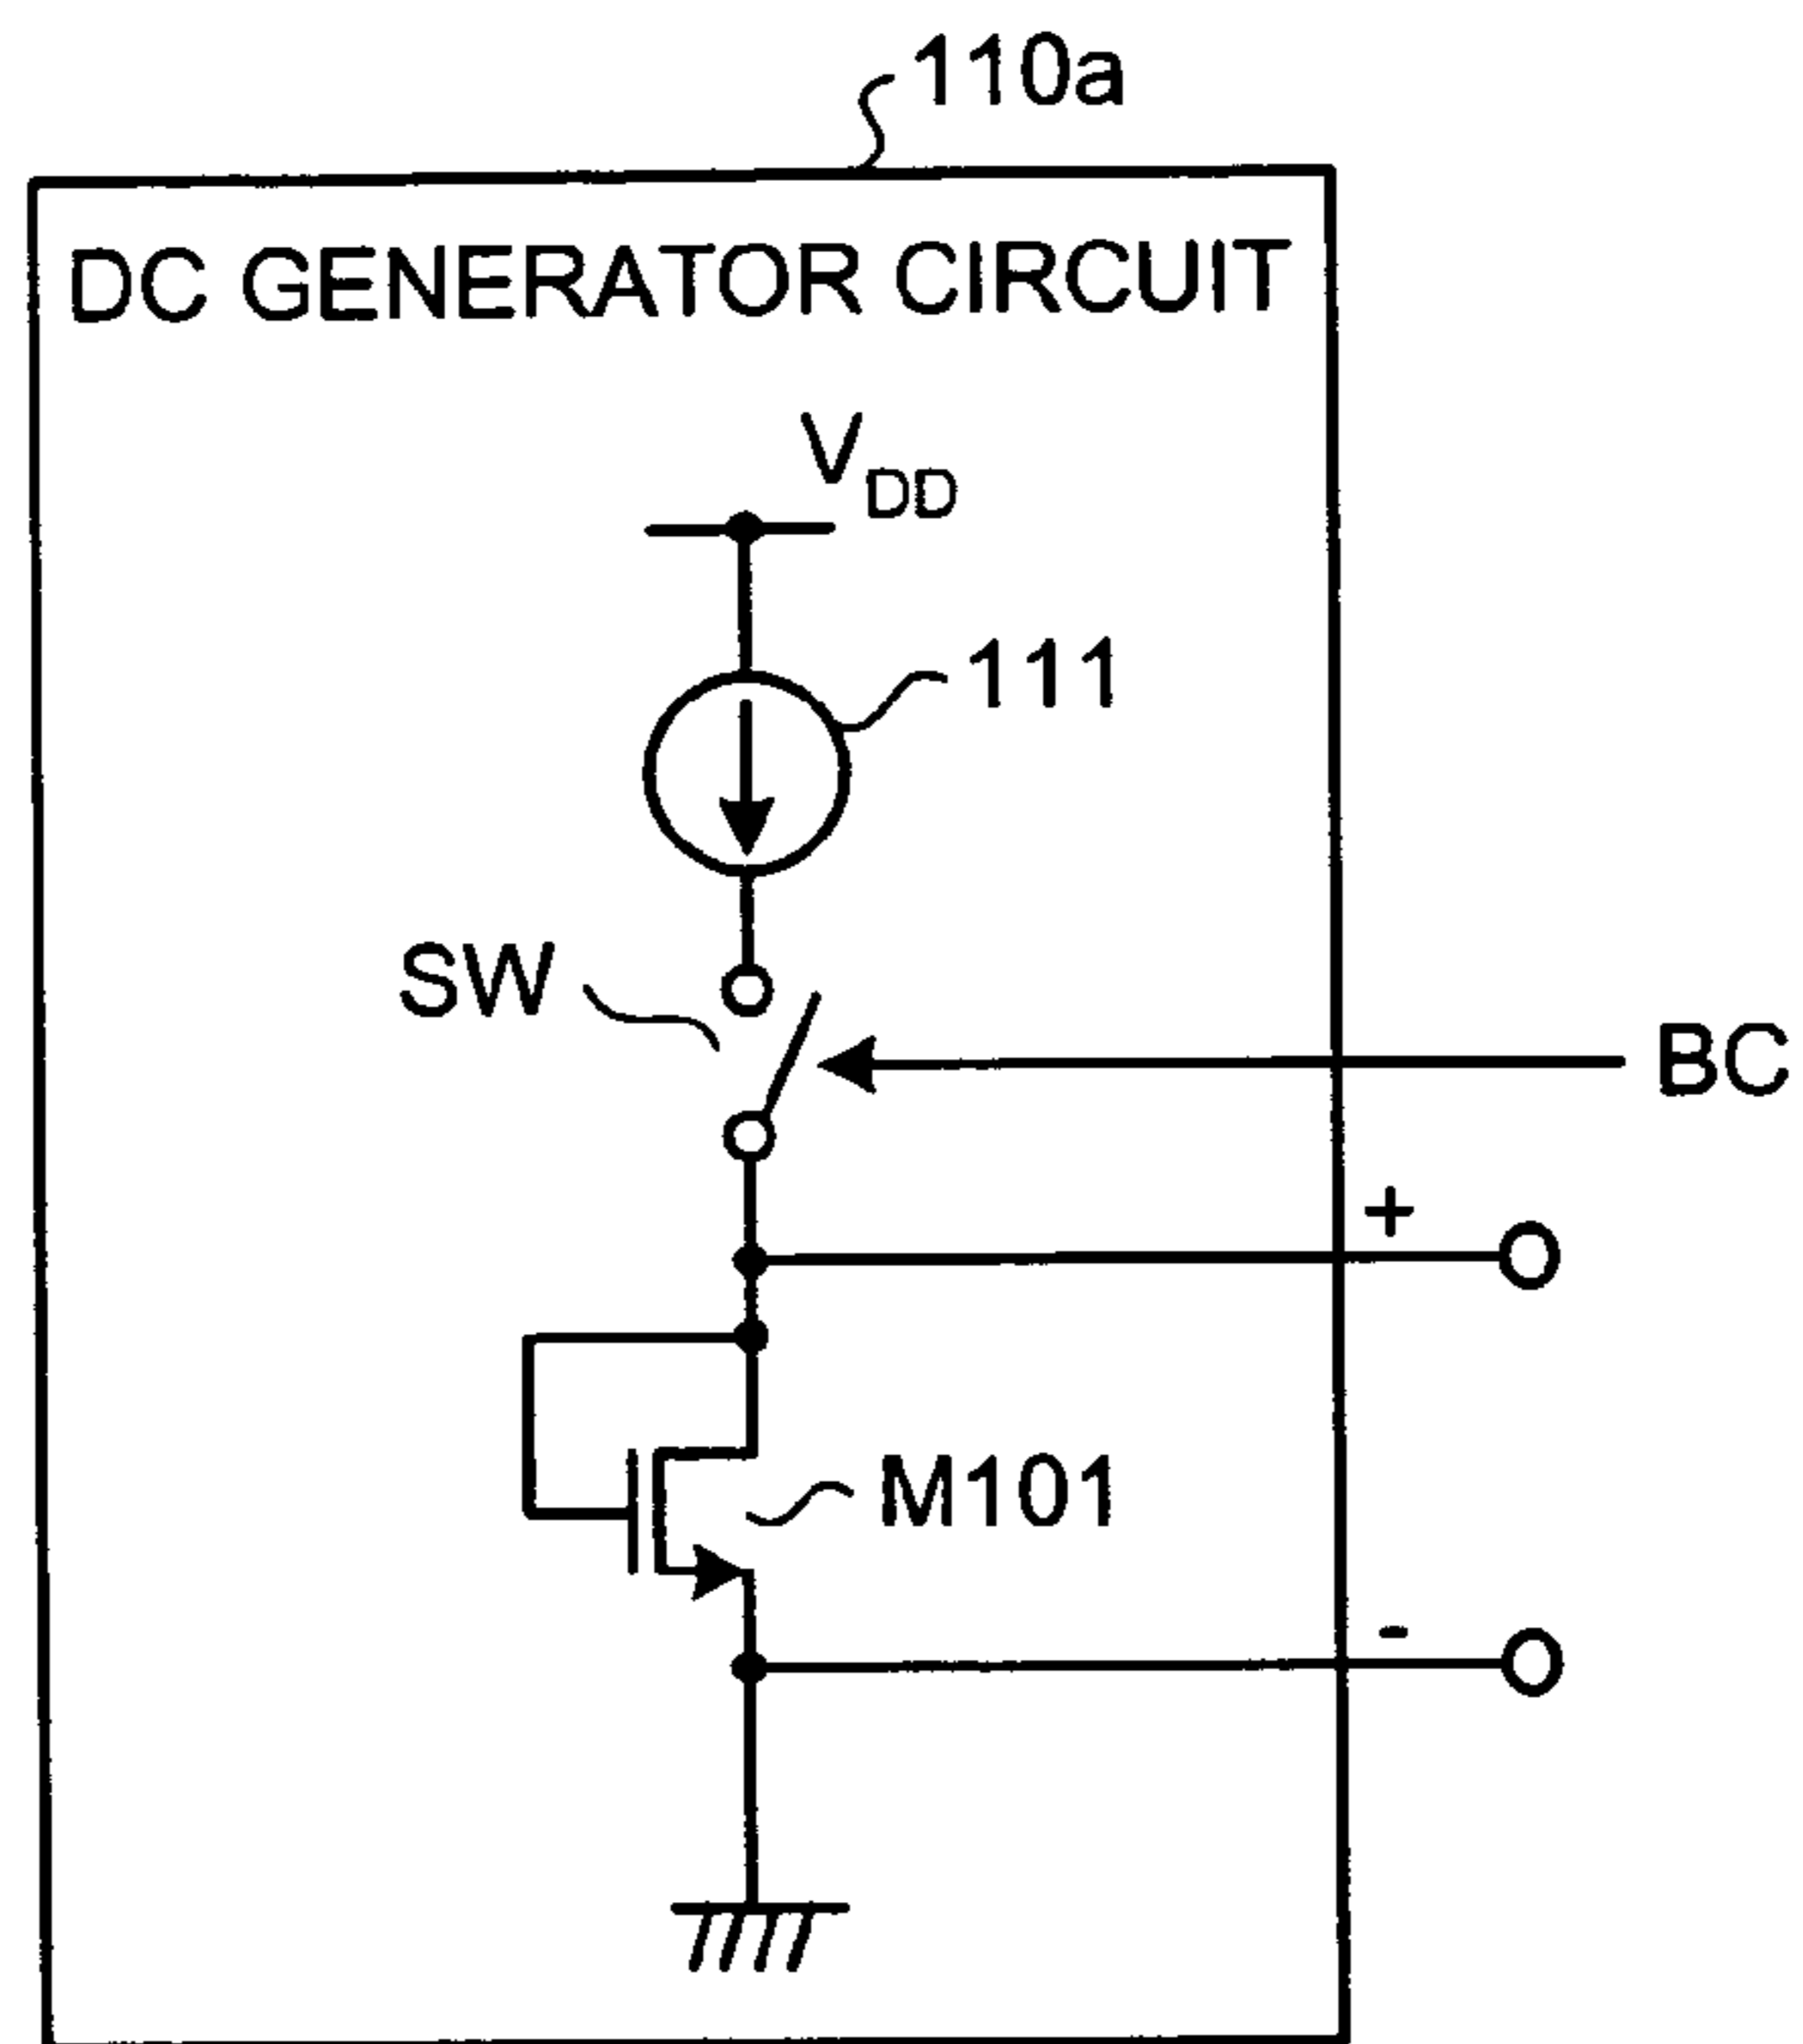 110a
DC GENERATOR CIRCUIT
VDD
111
SW
BC
+
M101
-